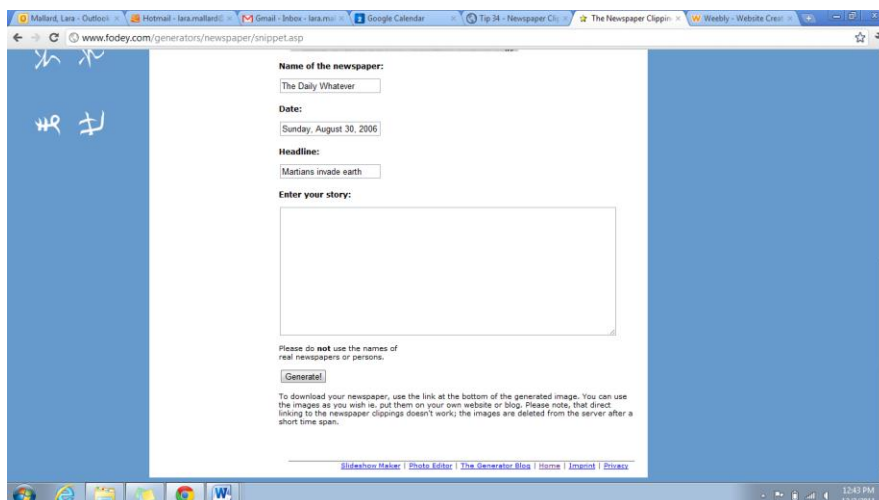 Mallard, Lara - Outlook
Hotmail - lara.mallard@
Gmail - Inbox - lara.mal
Google Calendar
Tip 34 - Newspaper Cli
The Newspaper Clippin
Weebly - Website Creat
www.fodey.com/generators/newspaper/snippet.asp
Name of the newspaper:
The Daily Whatever
Date:
Sunday, August 30, 2006
Headline:
Martians invade earth
Enter your story:
Please do not use the names of
real newspapers or persons.
Generate!
To download your newspaper, use the link at the bottom of the generated image. You can use
the images as you wish ie. put them on your own website or blog. Please note, that direct
linking to the newspaper clippings doesn't work; the images are deleted from the server after a
short time span.
Slideshow Maker | Photo Editor | The Generator Blog | Home | Imprint | Privacy
12:43 PM